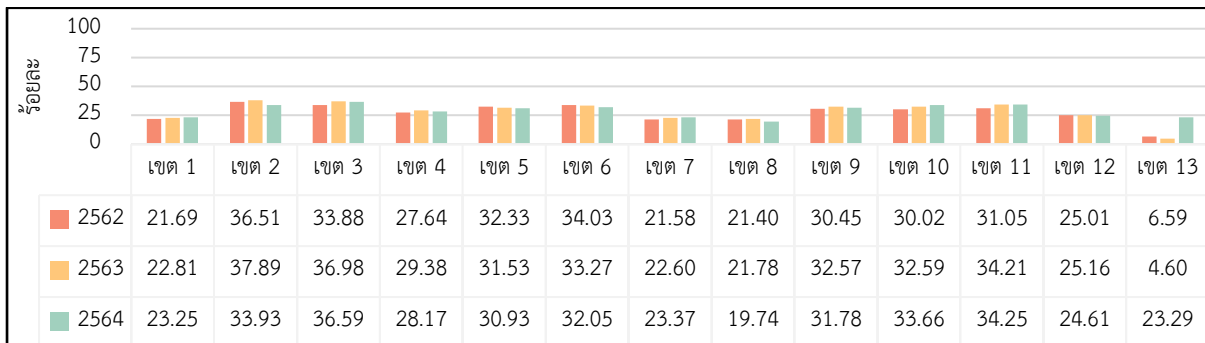 100
75
50
25
0
ร้อยละ
เขต 1 เขต 2 เขต 3 เขต 4 เขต 5 เขต 6 เขต 7 เขต 8 เขต 9 เขต 10 เขต 11 เขต 12 เขต 13
2562 21.69 36.51 33.88 27.64 32.33 34.03 21.58 21.40 30.45 30.02 31.05 25.01 6.59
2563 22.81 37.89 36.98 29.38 31.53 33.27 22.60 21.78 32.57 32.59 34.21 25.16 4.60
2564 23.25 33.93 36.59 28.17 30.93 32.05 23.37 19.74 31.78 33.66 34.25 24.61 23.29